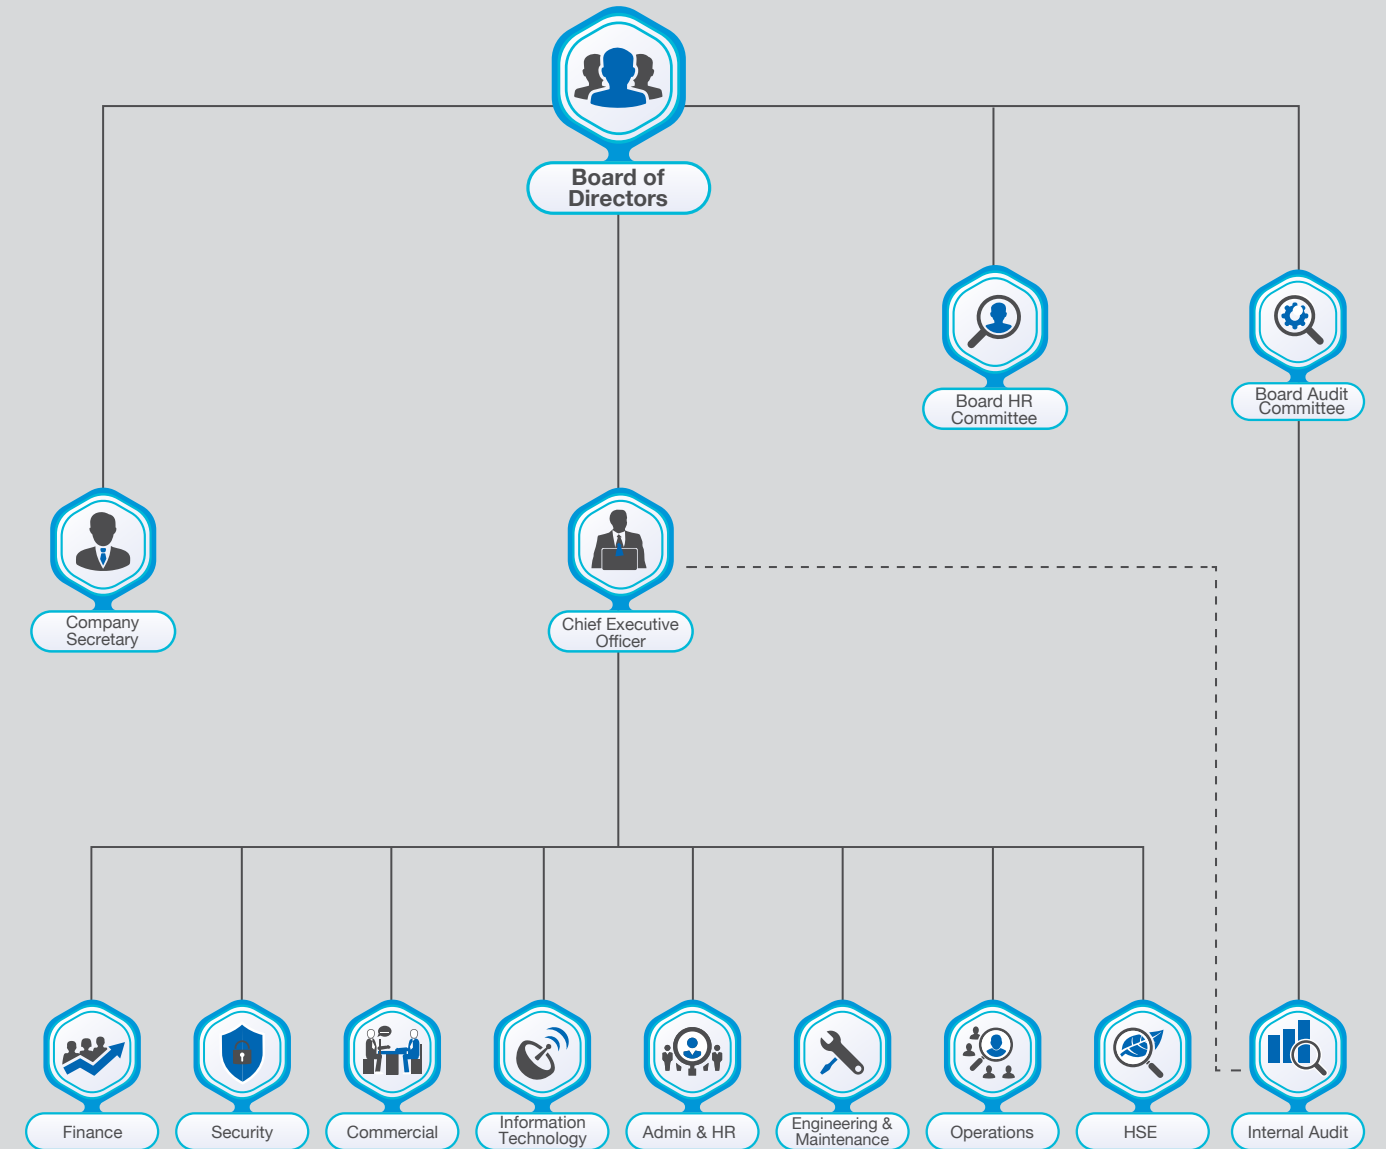 Board of
Directors
Board HR
Committee
Board Audit
Committee
Company
Secretary
Chief Executive
Officer
Finance
Security
Commercial
Information
Technology
Admin & HR
Engineering &
Maintenance
Operations
HSE
Internal Audit